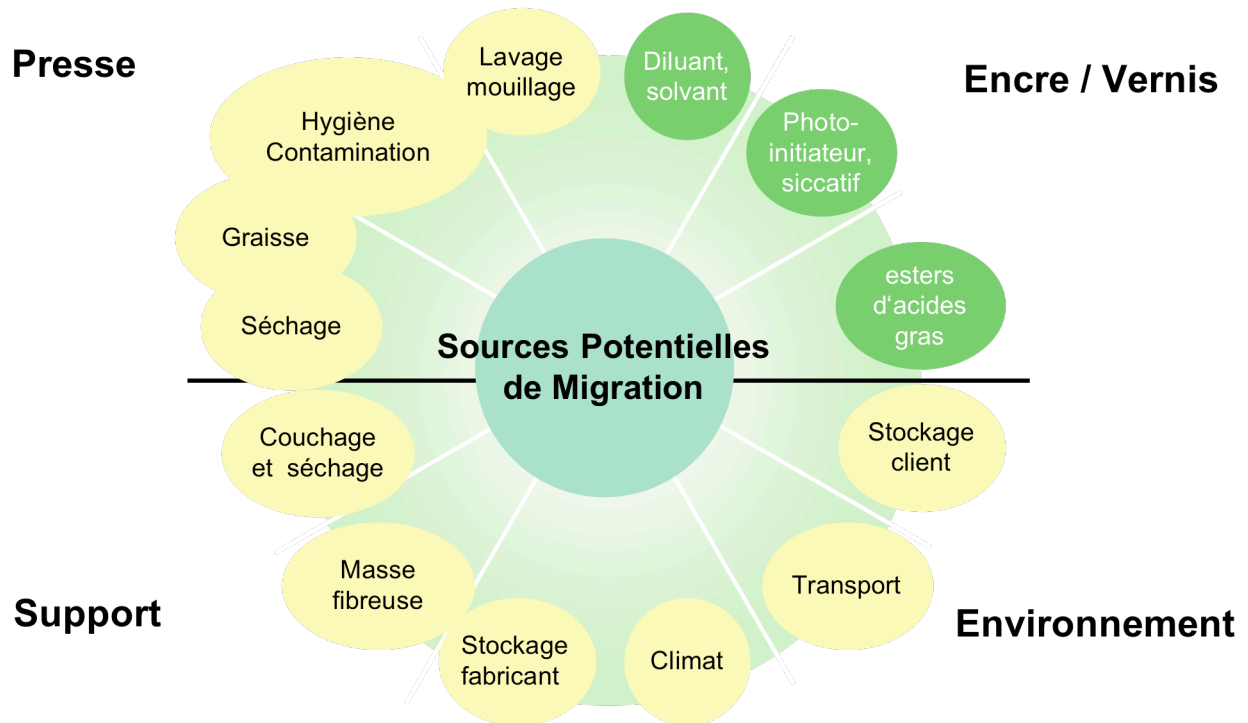 Presse
Encre / Vernis
Lavage
mouillage
Diluant,
solvant
Hygiène
Contamination
Photo-
initiateur,
siccatif
Graisse
esters
d‘acides
gras
Séchage
Sources Potentielles
de Migration
Couchage
et séchage
Stockage
client
Masse
fibreuse
Transport
Support
Environnement
Stockage
fabricant
Climat